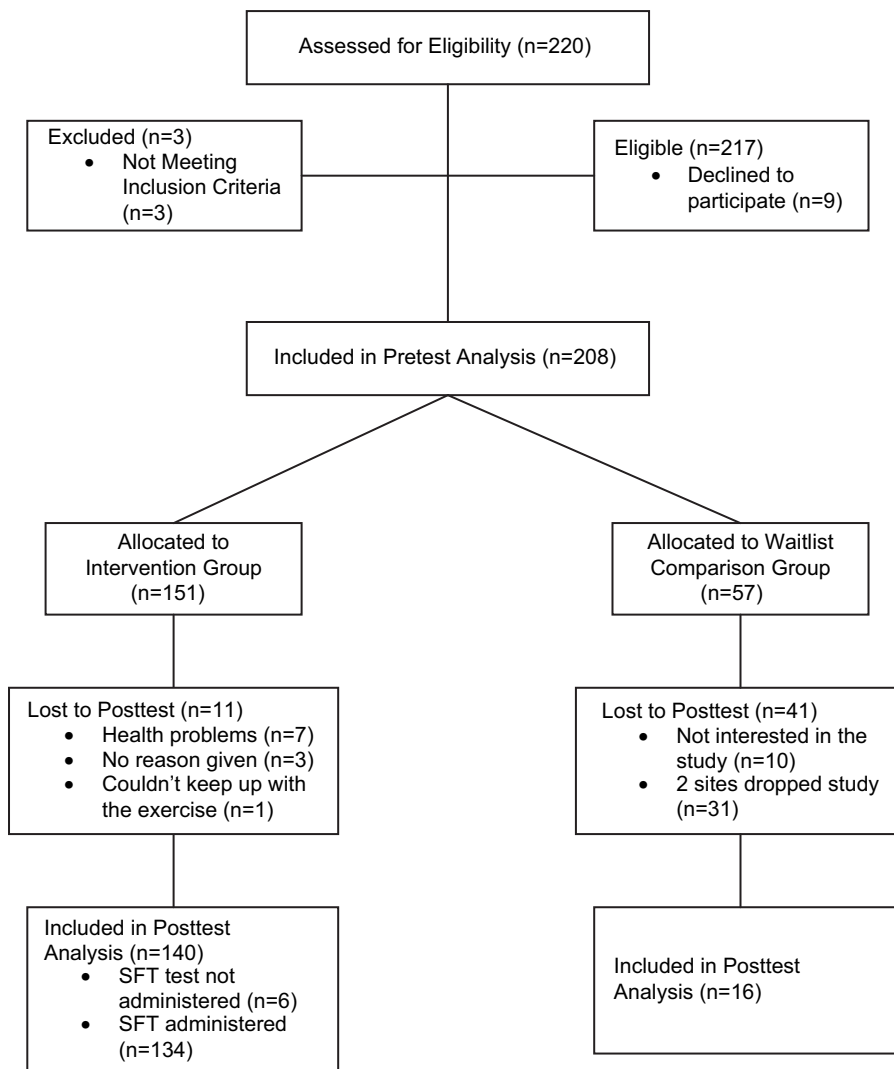 Assessed for Eligibility (n=220)
Excluded (n=3)
• Not Meeting
Inclusion Criteria
(n=3)
Eligible (n=217)
• Declined to
participate (n=9)
Included in Pretest Analysis (n=208)
Allocated to
Intervention Group
(n=151)
Allocated to Waitlist
Comparison Group
(n=57)
Lost to Posttest (n=11)
• Health problems (n=7)
• No reason given (n=3)
• Couldn’t keep up with
the exercise (n=1)
Lost to Posttest (n=41)
• Not interested in the
study (n=10)
• 2 sites dropped study
(n=31)
Included in Posttest
Analysis (n=140)
• SFT test not
administered (n=6)
• SFT administered
(n=134)
Included in Posttest
Analysis (n=16)